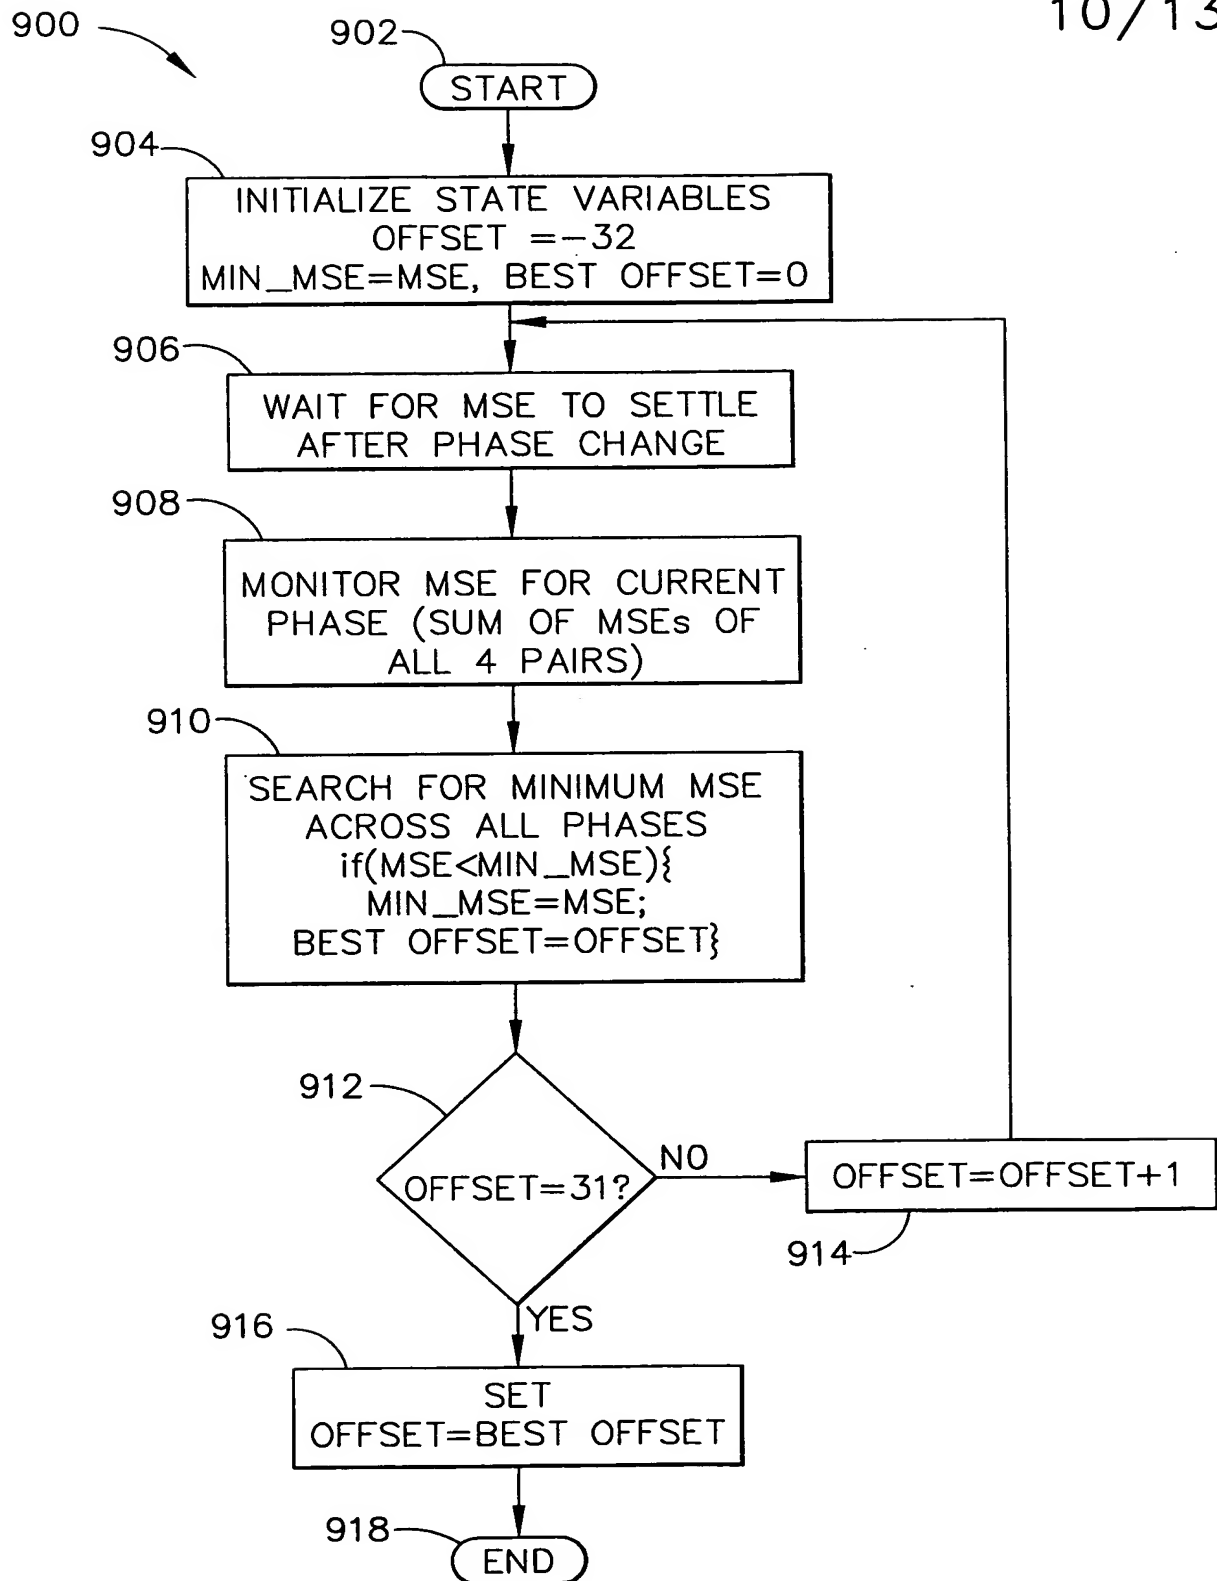 10/13
900
902
START
904
INITIALIZE STATE VARIABLES
OFFSET =-32
MIN_MSE=MSE, BEST OFFSET=0
906
WAIT FOR MSE TO SETTLE
AFTER PHASE CHANGE
908
MONITOR MSE FOR CURRENT
PHASE (SUM OF MSEs OF
ALL 4 PAIRS)
910
SEARCH FOR MINIMUM MSE
ACROSS ALL PHASES
if(MSE<MIN_MSE){
MIN_MSE=MSE;
BEST OFFSET=OFFSET}
912
OFFSET=31?
NO
OFFSET=OFFSET+1
914
YES
916
SET
OFFSET=BEST OFFSET
918
END